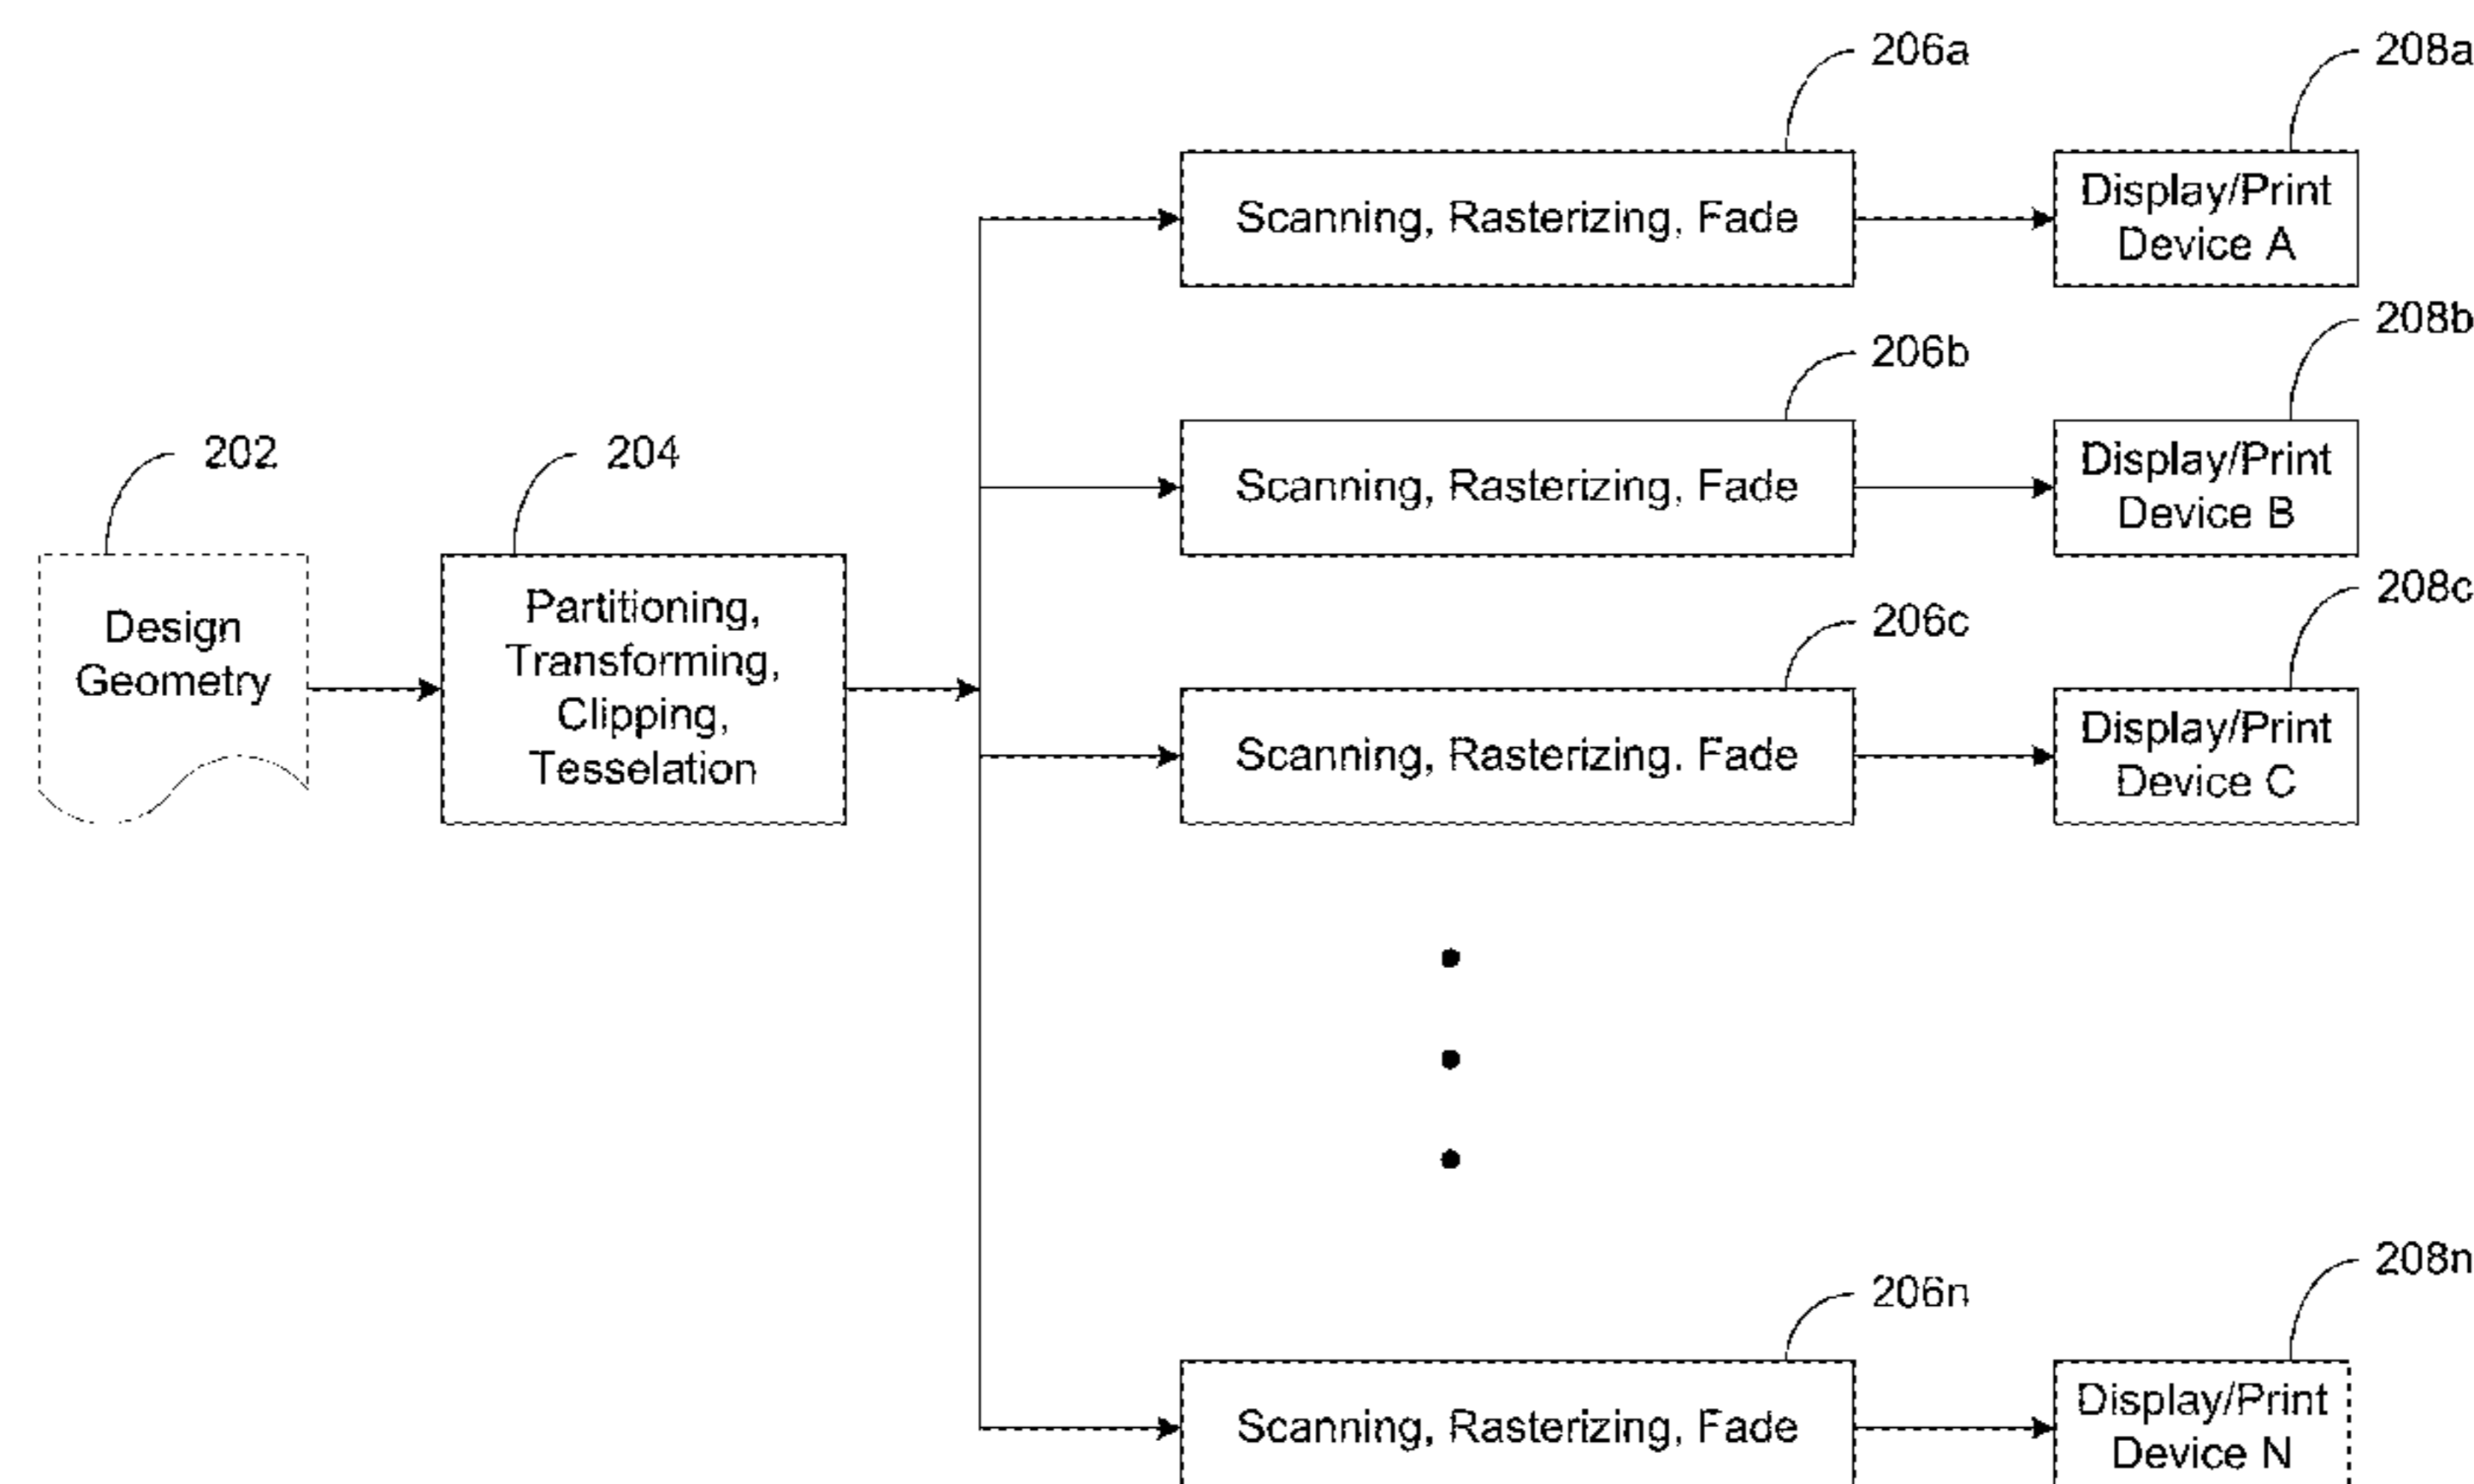 206a
208a
Scanning, Rasterizing, Fade
Display/Print
Device A
206b
208b
Scanning, Rasterizing, Fade
Display/Print
Device B
202
204
Design
Geometry
Partitioning,
Transforming,
Clipping,
Tesselation
206c
208c
Scanning, Rasterizing. Fade
Display/Print
Device C
206n
208n
Scanning, Rasterizing, Fade
Display/Print
Device N